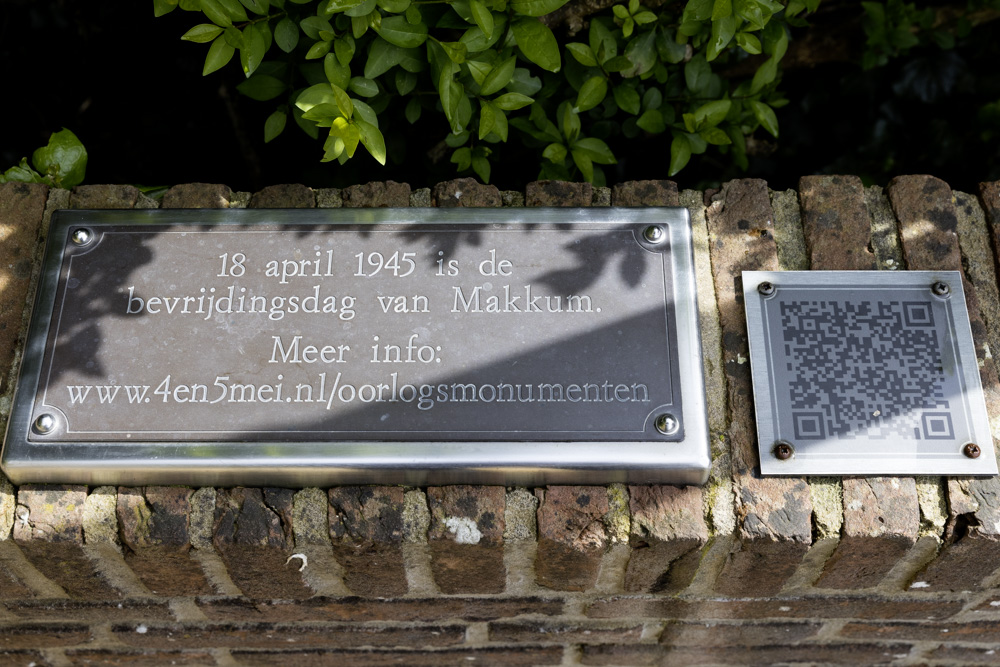 18 april 1945 is de
bevrijdingsdag van Makkum.
Meer info:
www.4en5mei.nl/oorlogsmonumenten